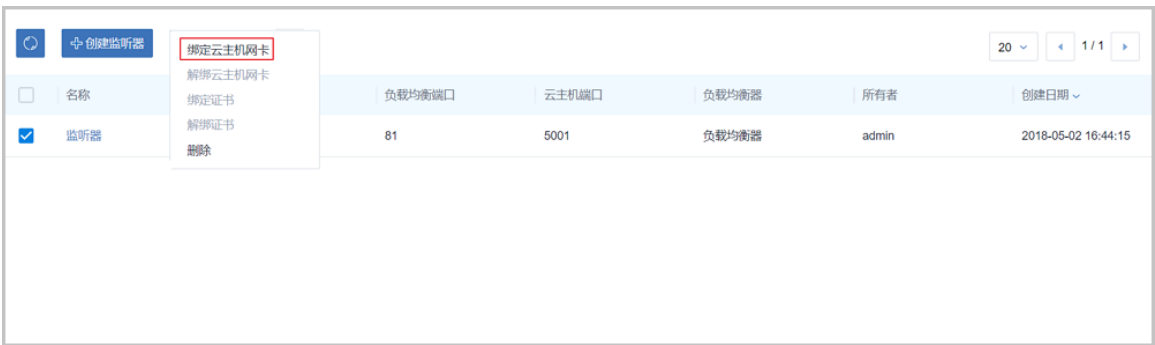 创建监听器
绑定云主机网卡
解绑云主机网卡
绑定证书
解绑证书
删除
20
1 / 1
名称
负载均衡端口
云主机端口
负载均衡器
所有者
创建日期
监听器
81
5001
负载均衡器
admin
2018-05-02 16:44:15